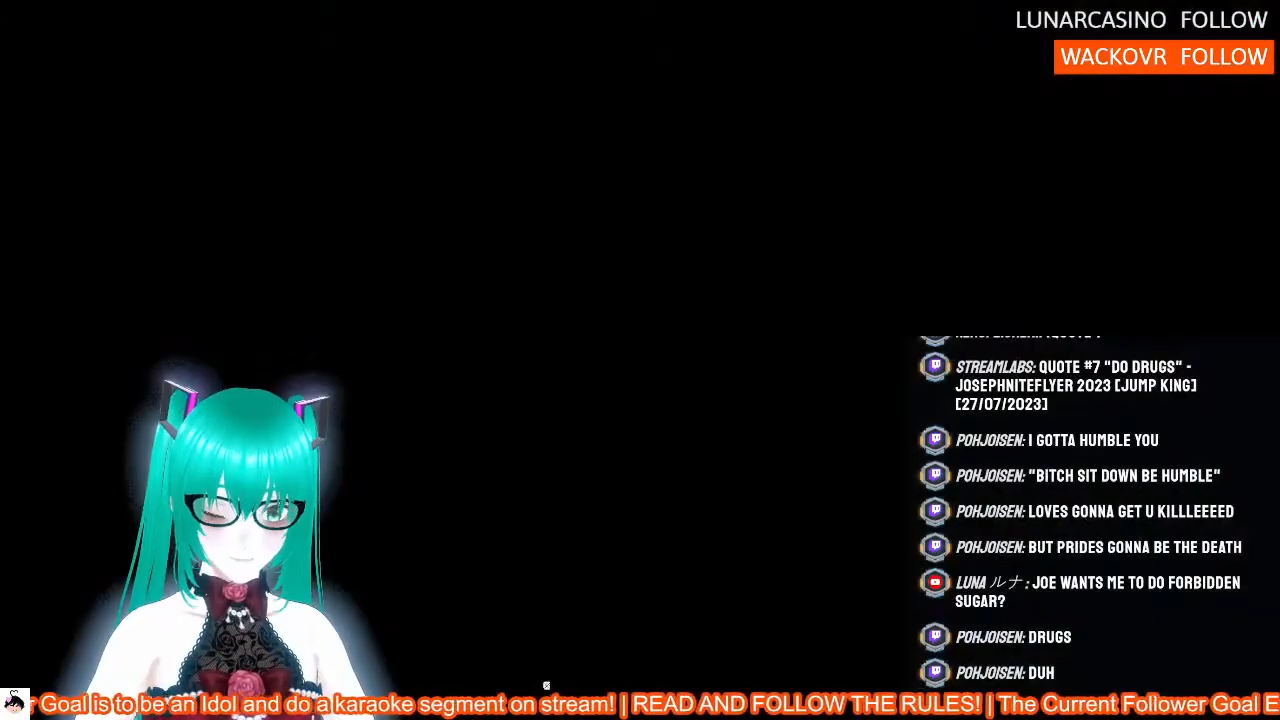 LUNARCASINO FOLLOW
WACKOVR FOLLOW
STREAMLABS: QUOTE #7 "DO DRUGS" -
JOSEPHNITEFLYER 2023 [JUMP KING]
[27/07/2023]
POHJOISEN: I GOTTA HUMBLE YOU
POHJOISEN: "BITCH SIT DOWN BE HUMBLE"
POHJOISEN: LOVES GONNA GET U KILLLEEEED
POHJOISEN: BUT PRIDES GONNA BE THE DEATH
LUNA ルナ: JOE WANTS ME TO DO FORBIDDEN
SUGAR?
POHJOISEN: DRUGS
POHJOISEN: DUH
r Goal is to be an Idol and do a karaoke segment on stream! | READ AND FOLLOW THE RULES! | The Current Follower Goal E